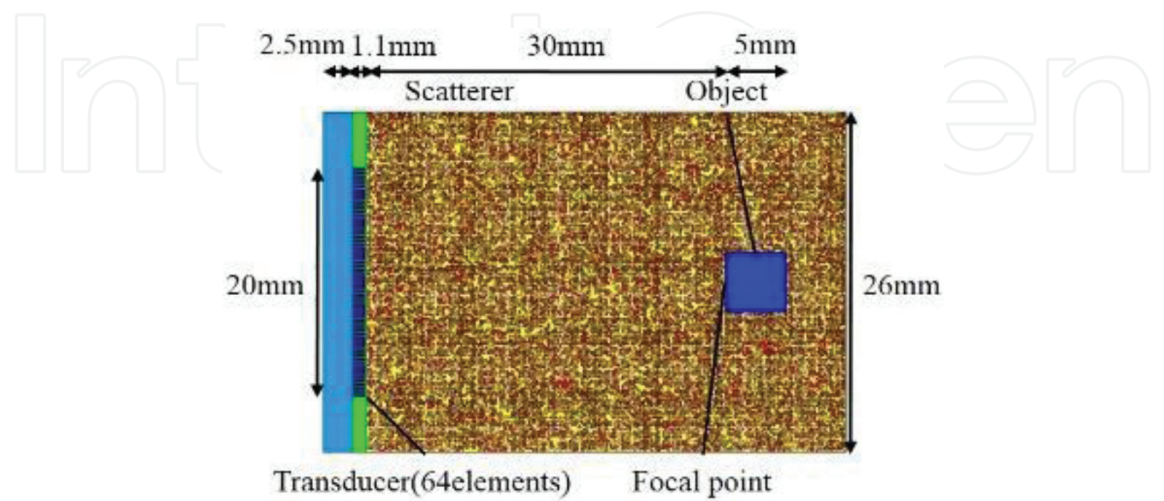 2.5mm 1.1mm 30mm 5mm
Scatterer Object
20mm
26mm
Transducer(64elements) Focal point